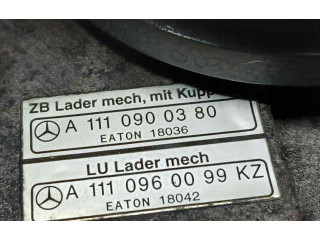 ZB Lader mech, mit Kupp
A 111 090 03 80
EATON 18036
LU Lader mech
A 111 096 00 99 KZ
EATON 18042